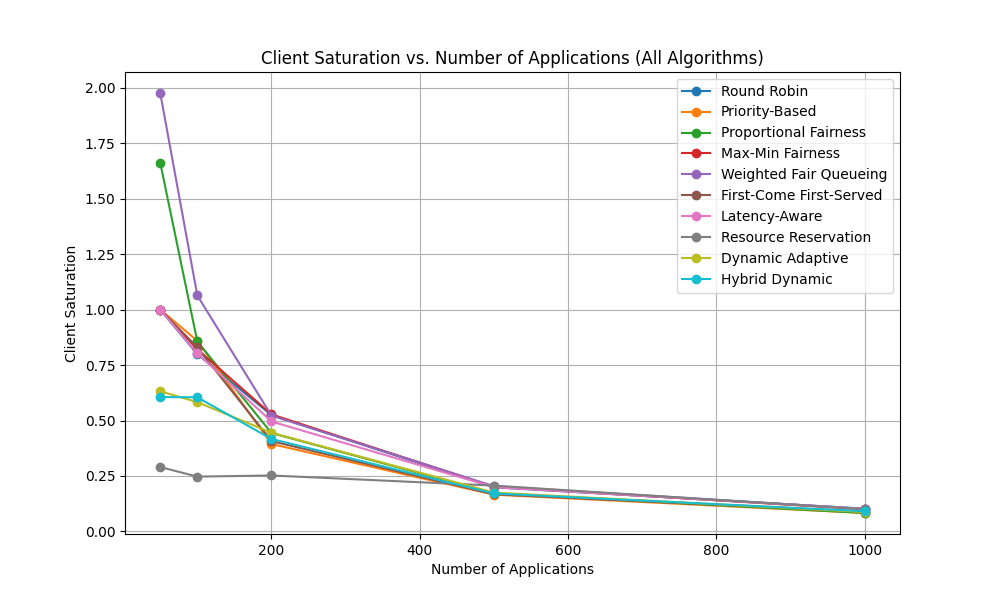 Client Saturation vs. Number of Applications (All Algorithms)
Round Robin
Priority-Based
Proportional Fairness
Max-Min Fairness
Weighted Fair Queueing
First-Come First-Served
Latency-Aware
Resource Reservation
Dynamic Adaptive
Hybrid Dynamic
Client Saturation
2.00
1.75
1.50
1.25
1.00
0.75
0.50
0.25
0.00
200
400
600
800
1000
Number of Applications